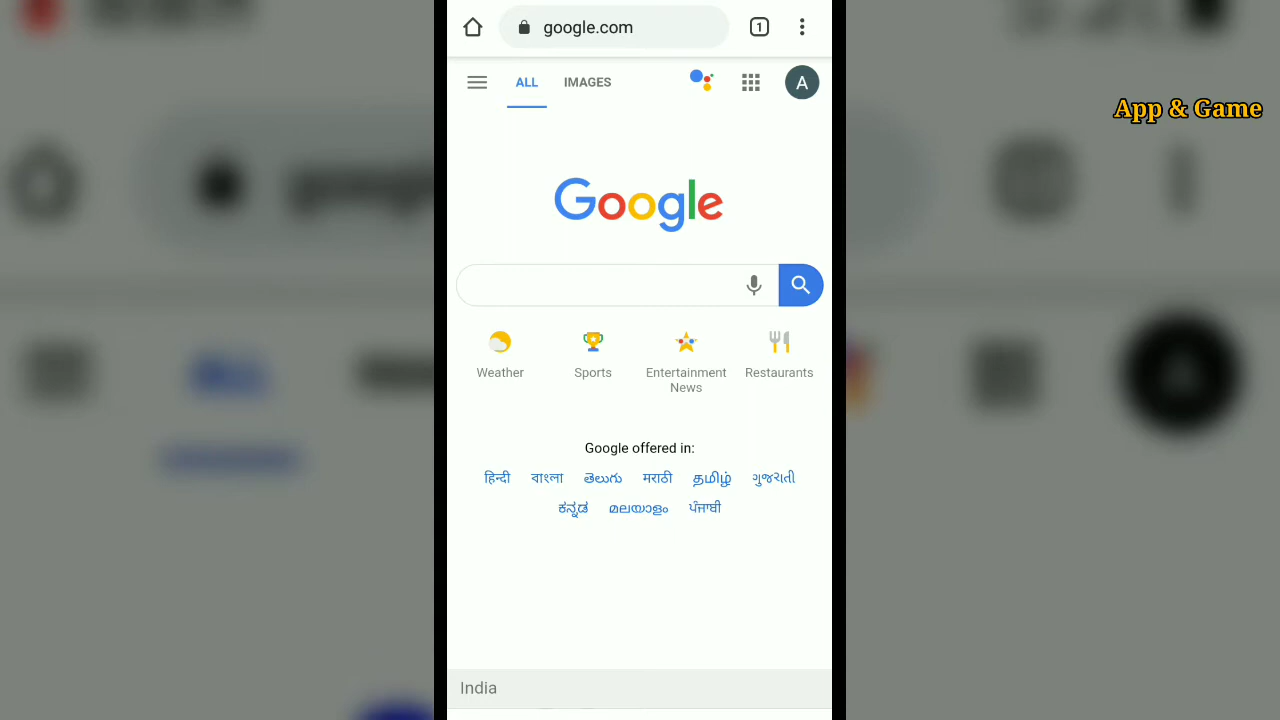 google.com
1
ALL IMAGES
A
App & Game
Google
Weather Sports Entertainment News Restaurants
Google offered in:
हिन्दी বাংলা తెలుగు मराठी தமிழ் ગુજરાતી
ಕನ್ನಡ മലയാളം ਪੰਜਾਬੀ
India